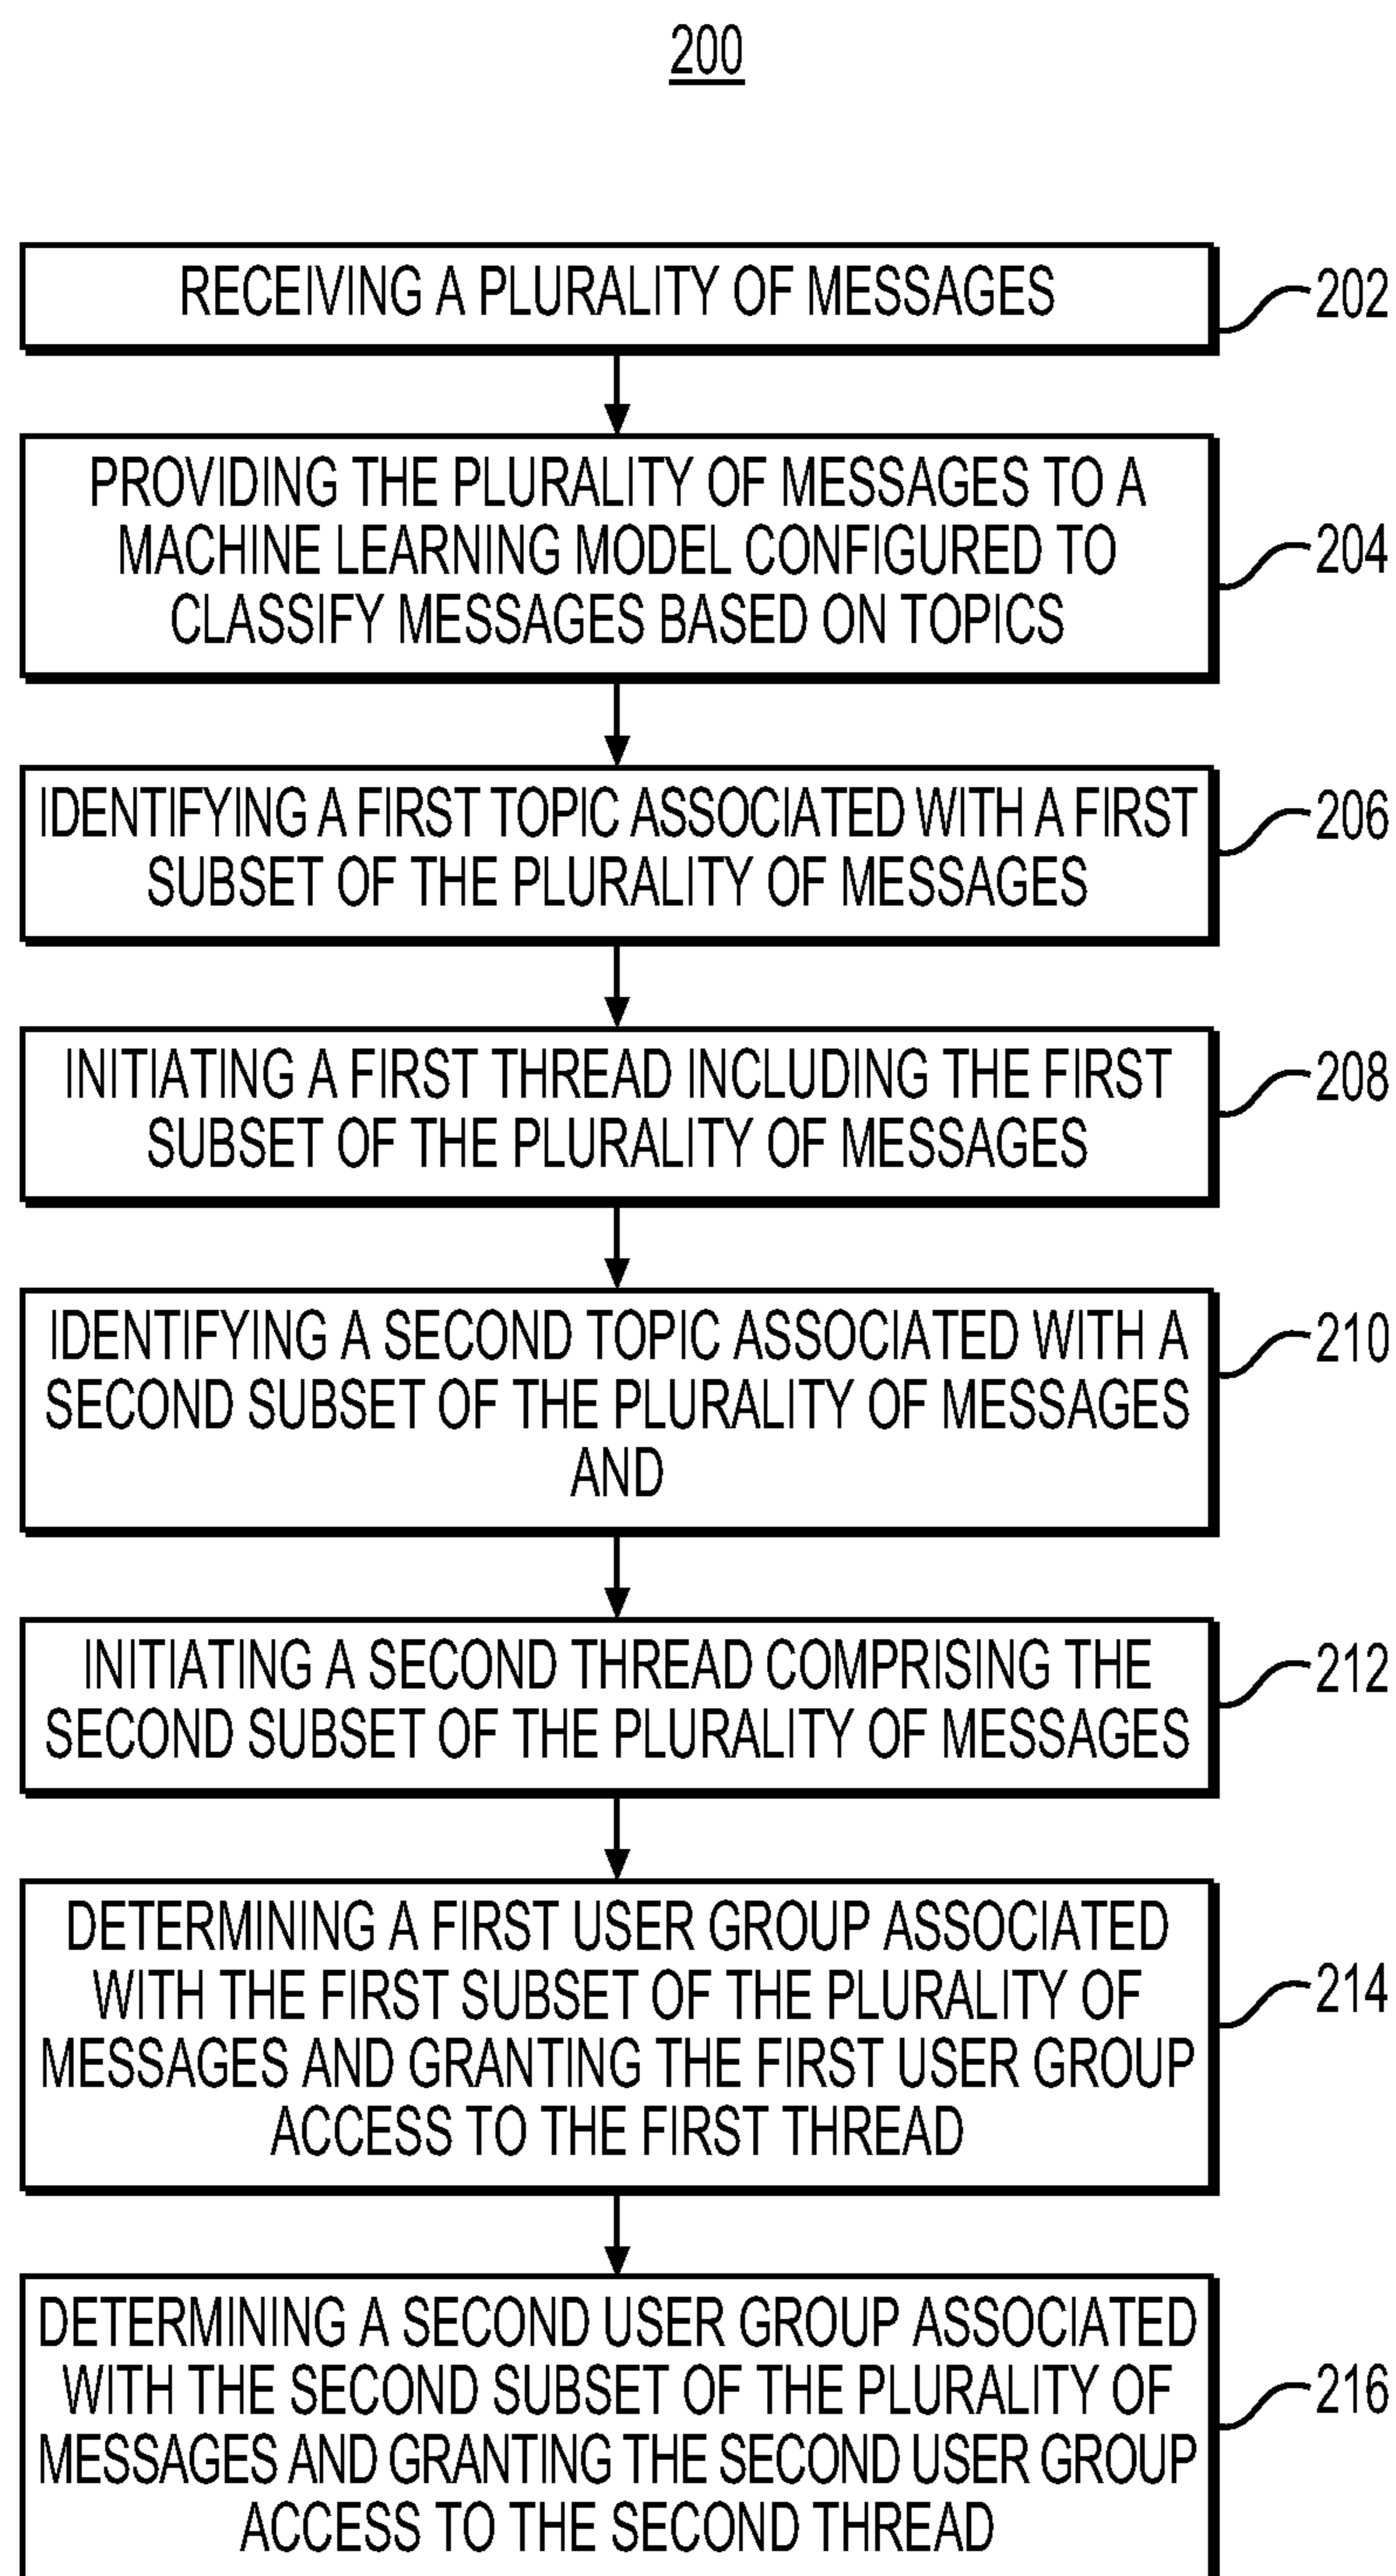 200
RECEIVING A PLURALITY OF MESSAGES
202
PROVIDING THE PLURALITY OF MESSAGES TO A
MACHINE LEARNING MODEL CONFIGURED TO
CLASSIFY MESSAGES BASED ON TOPICS
204
IDENTIFYING A FIRST TOPIC ASSOCIATED WITH A FIRST
SUBSET OF THE PLURALITY OF MESSAGES
206
INITIATING A FIRST THREAD INCLUDING THE FIRST
SUBSET OF THE PLURALITY OF MESSAGES
208
IDENTIFYING A SECOND TOPIC ASSOCIATED WITH A
SECOND SUBSET OF THE PLURALITY OF MESSAGES
AND
210
INITIATING A SECOND THREAD COMPRISING THE
SECOND SUBSET OF THE PLURALITY OF MESSAGES
212
DETERMINING A FIRST USER GROUP ASSOCIATED
WITH THE FIRST SUBSET OF THE PLURALITY OF
MESSAGES AND GRANTING THE FIRST USER GROUP
ACCESS TO THE FIRST THREAD
214
DETERMINING A SECOND USER GROUP ASSOCIATED
WITH THE SECOND SUBSET OF THE PLURALITY OF
MESSAGES AND GRANTING THE SECOND USER GROUP
ACCESS TO THE SECOND THREAD
216